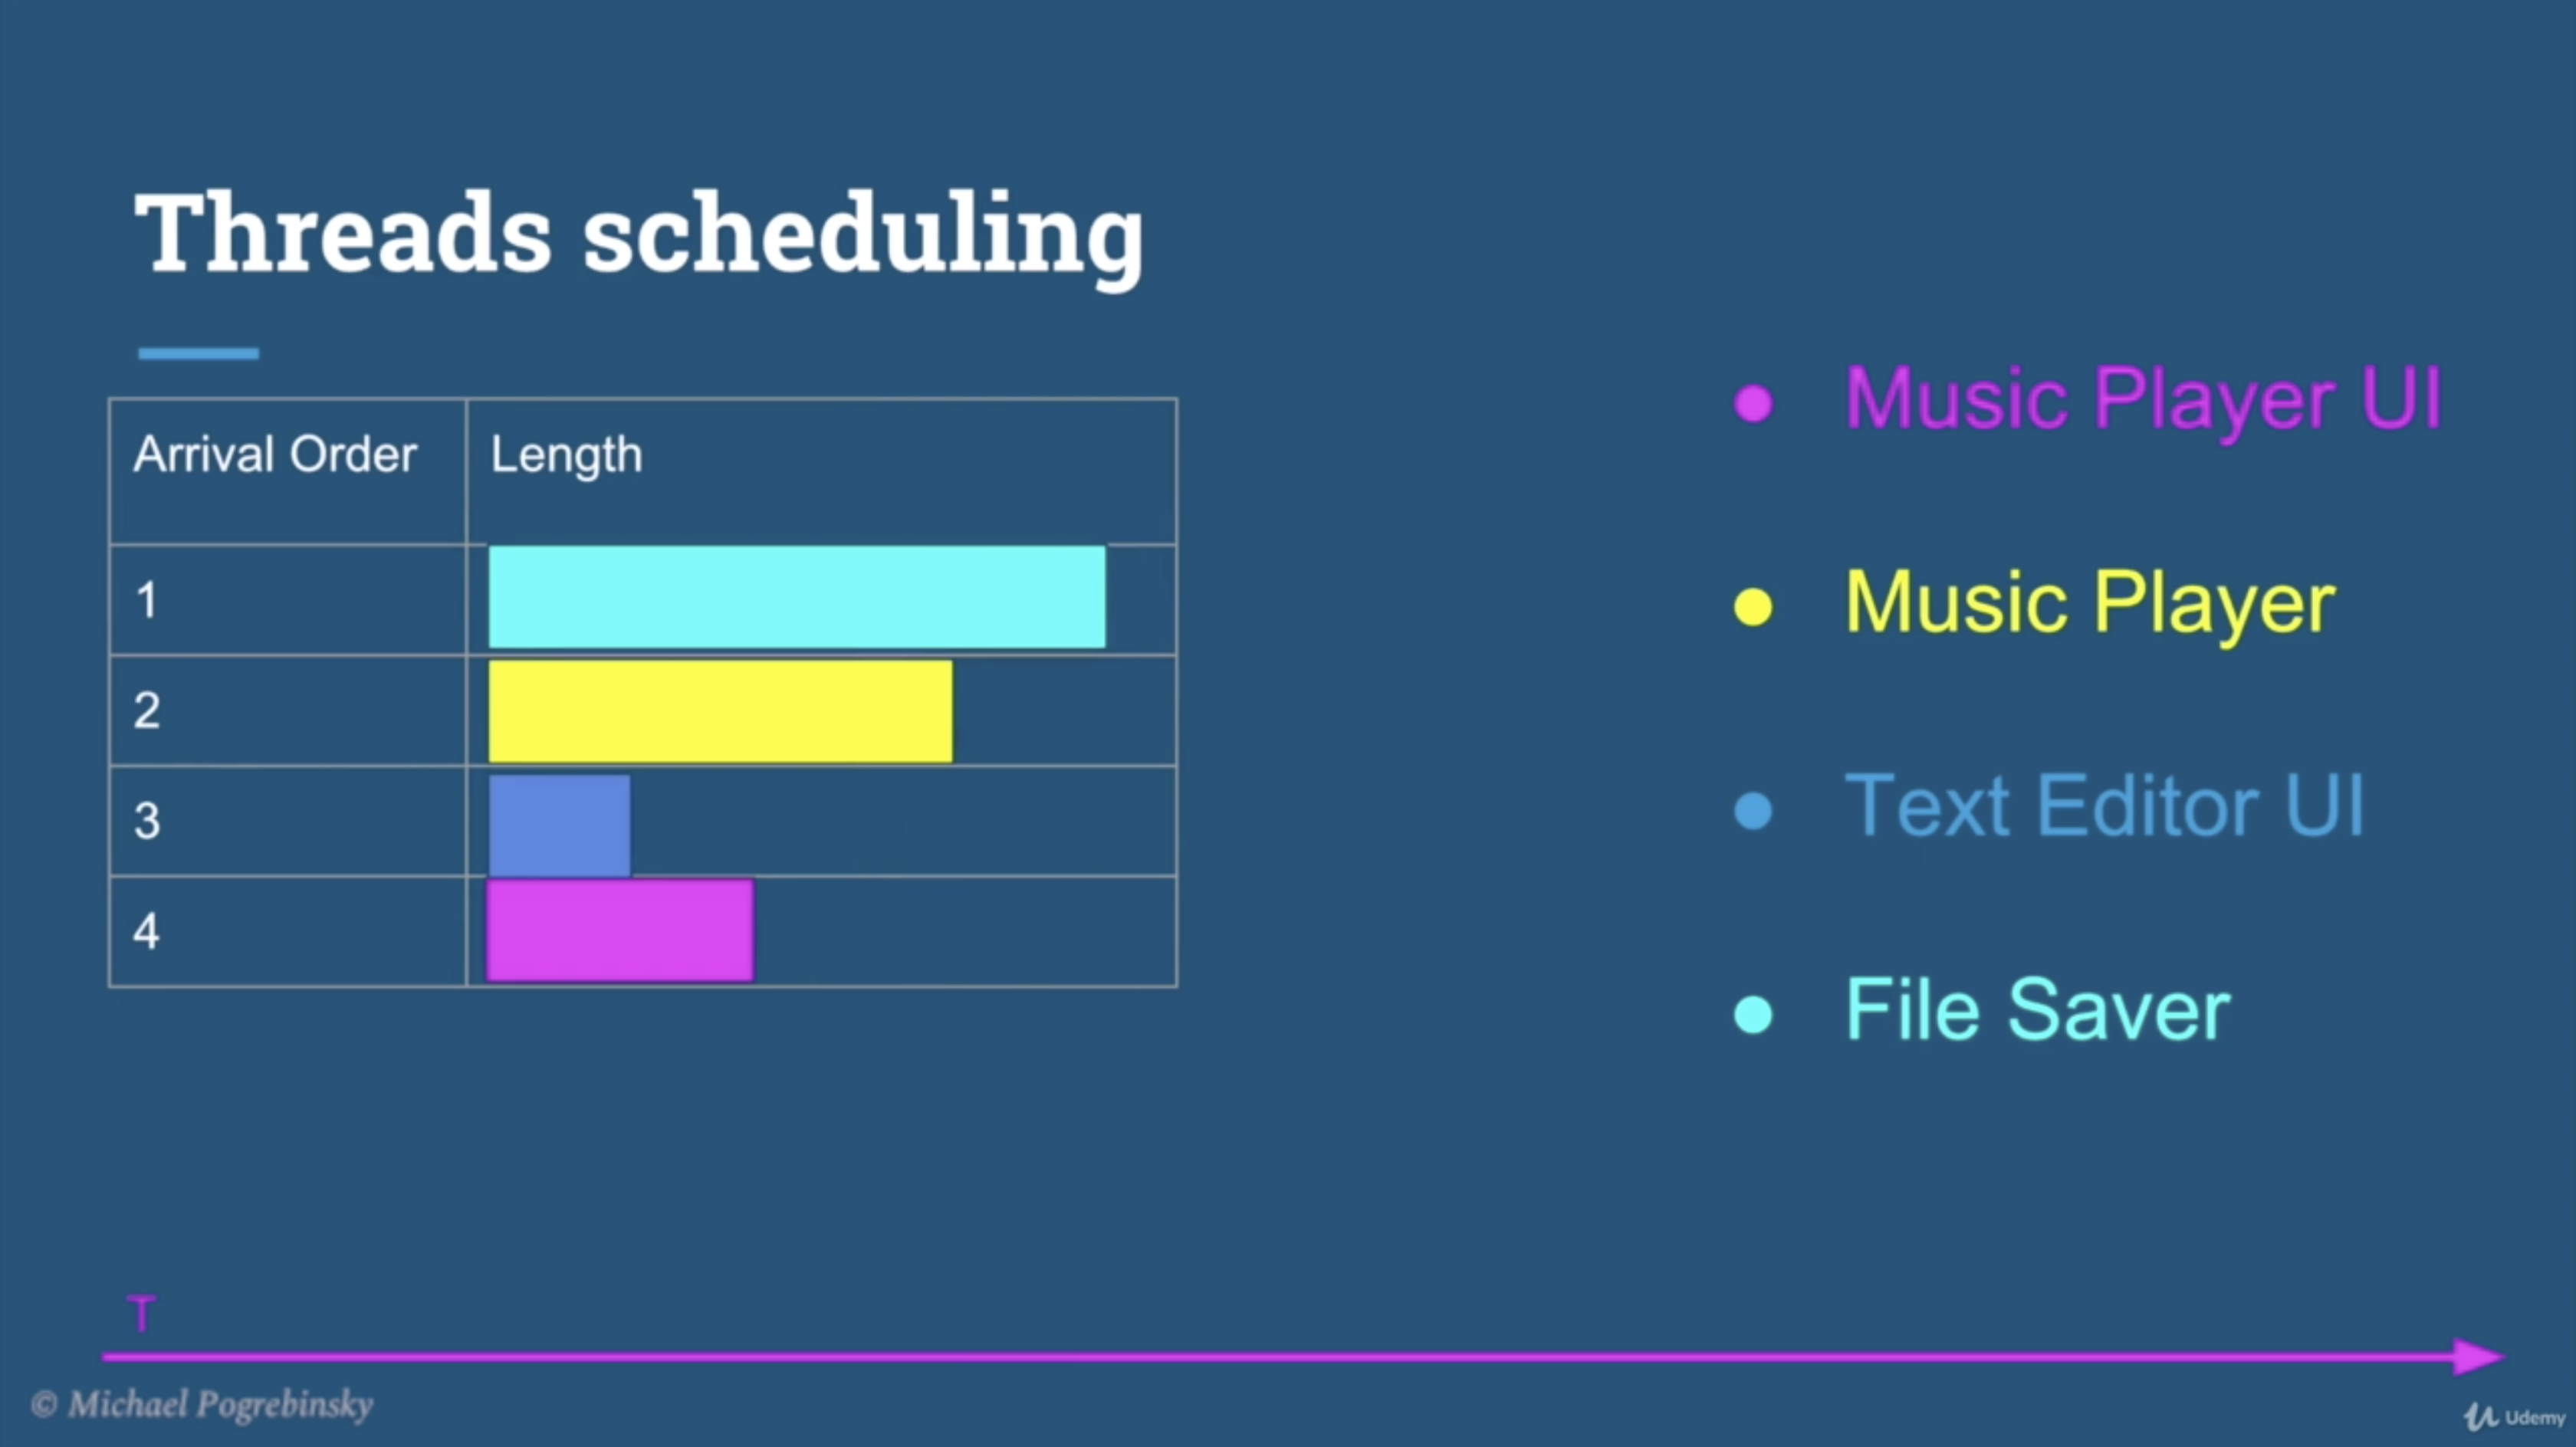 Threads scheduling
Arrival Order Length
1
2
3
4
Music Player UI
Music Player
Text Editor UI
File Saver
T
© Michael Pogrebinsky
Udemy